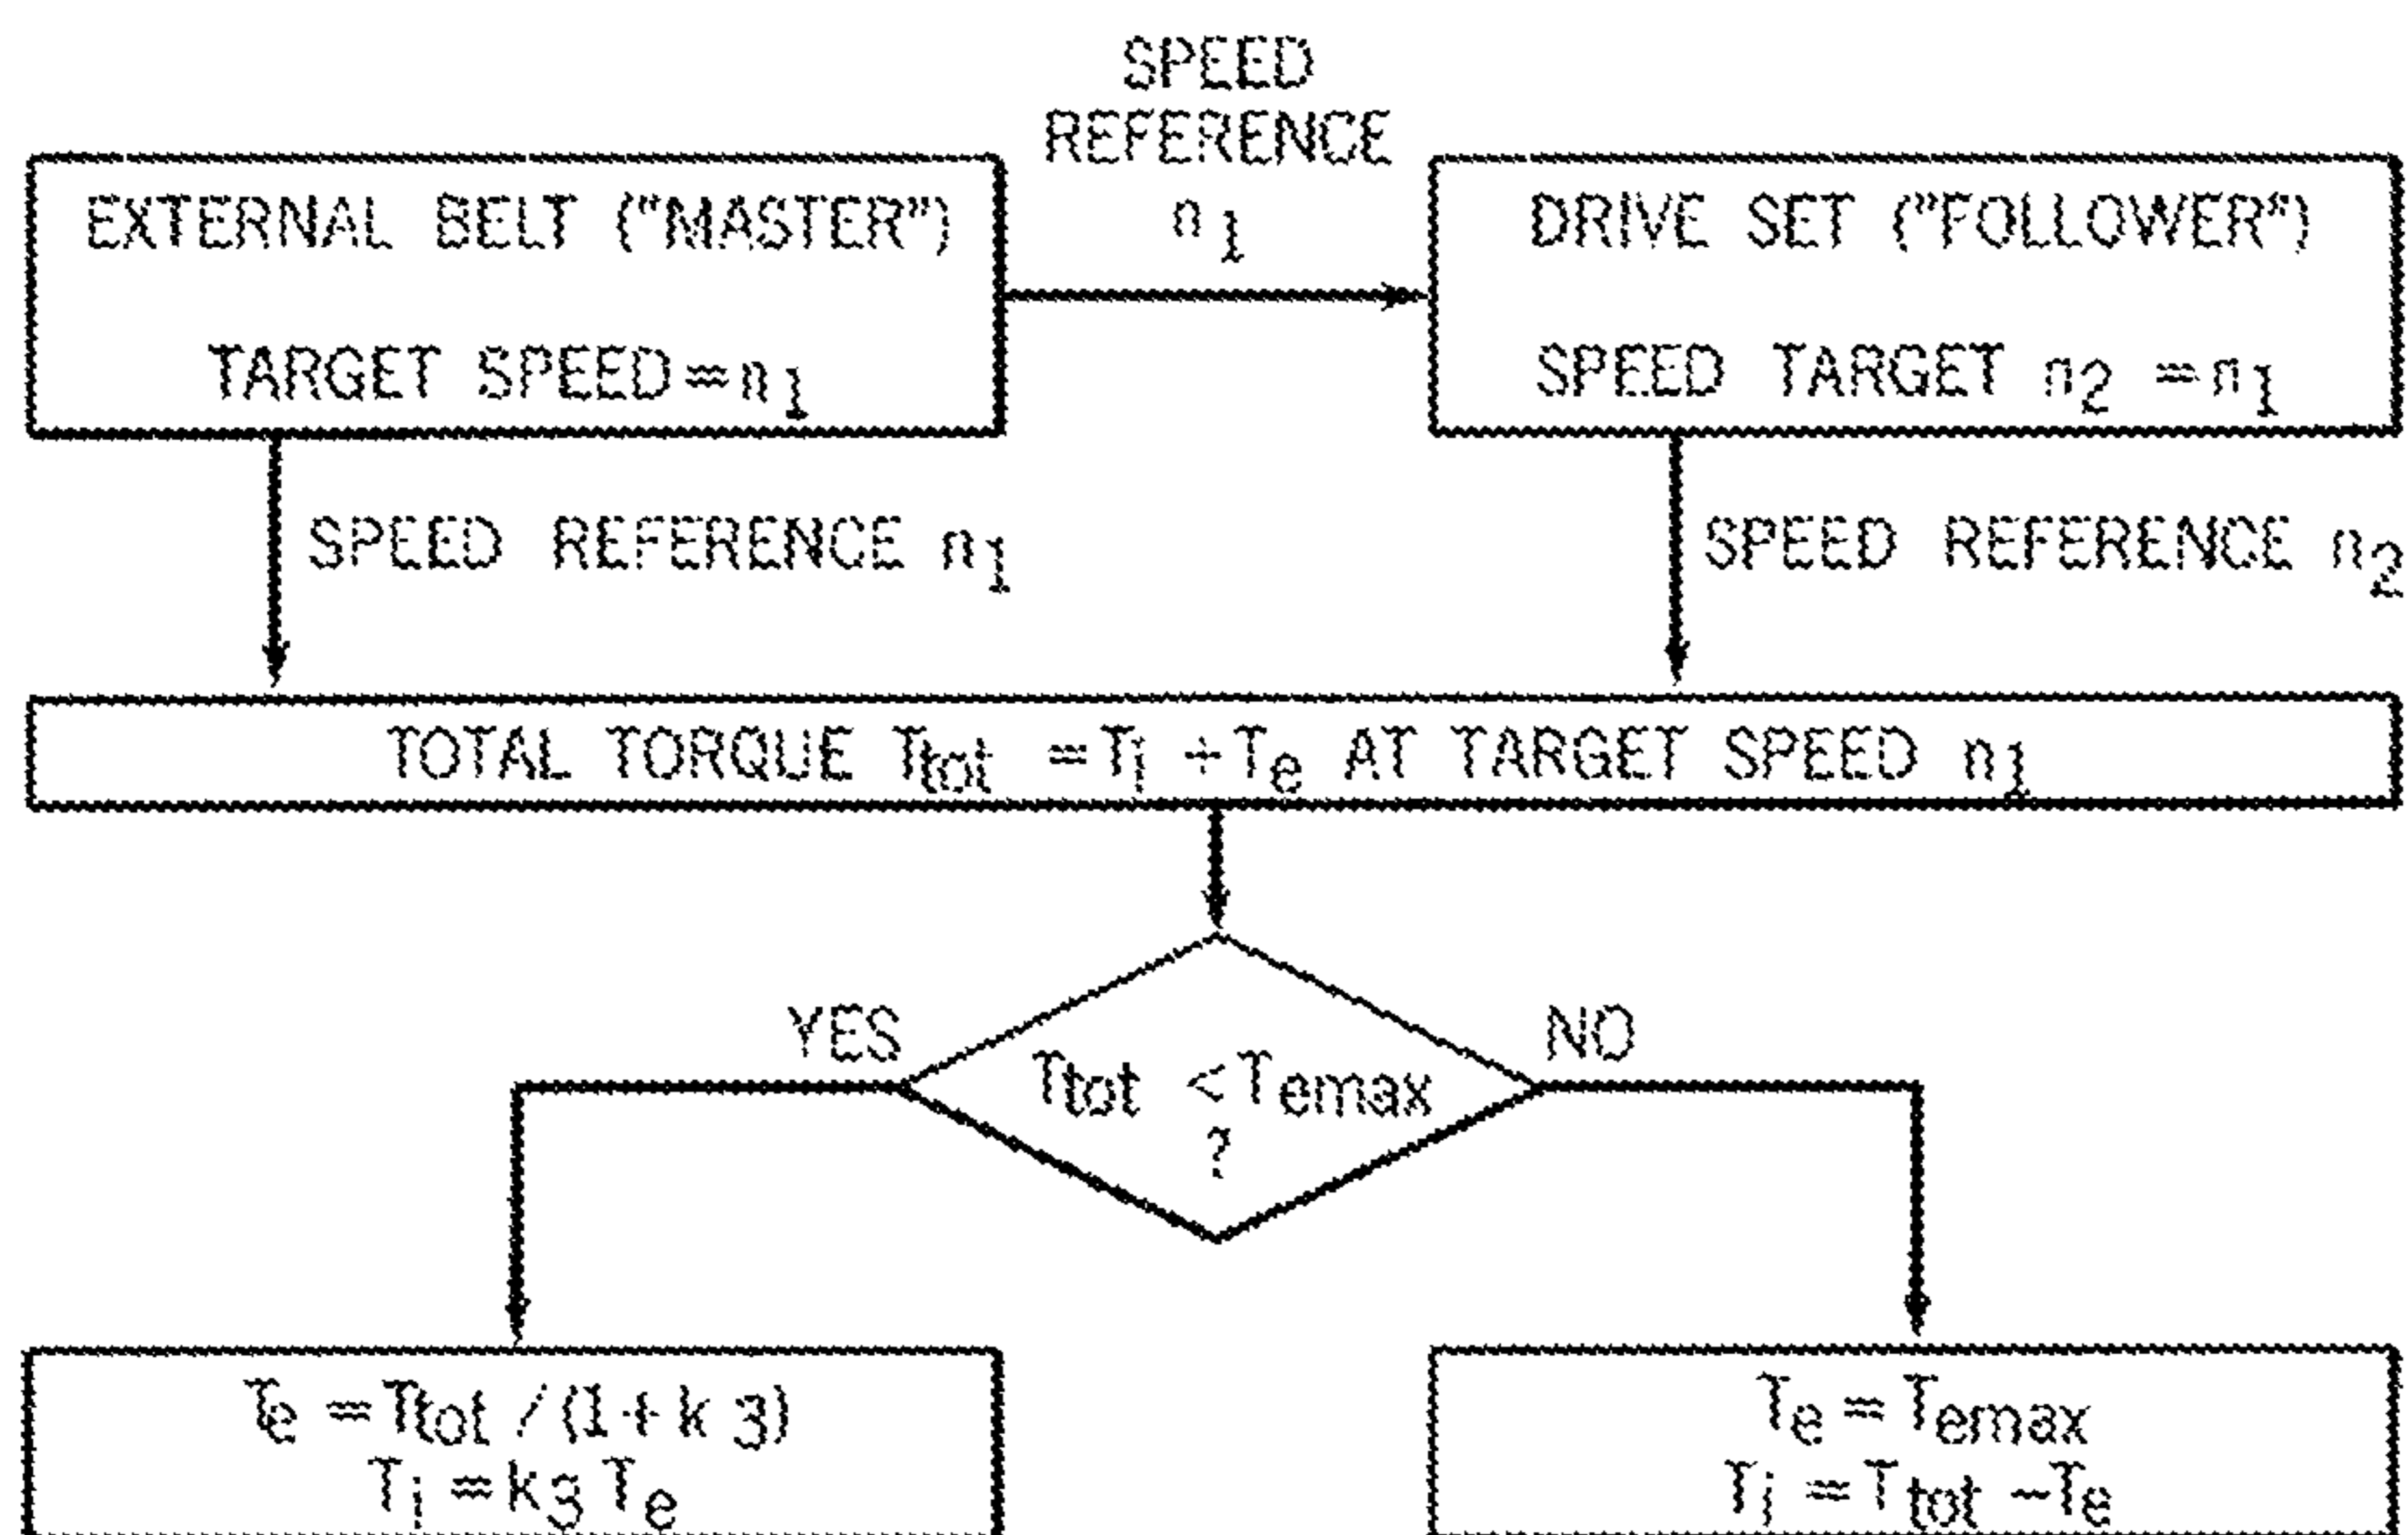 SPEED
REFERENCE
n1
EXTERNAL BELT ("MASTER")
TARGET SPEED=n1
DRIVE SET ("FOLLOWER")
SPEED TARGET n2 =n1
SPEED REFERENCE n1
SPEED REFERENCE n2
TOTAL TORQUE Ttot =Ti +Te AT TARGET SPEED n1
YES
Ttot <Temax
?
NO
Te =Ttot /(1+k3)
Ti =k3Te
Te =Temax
Ti =Ttot -Te